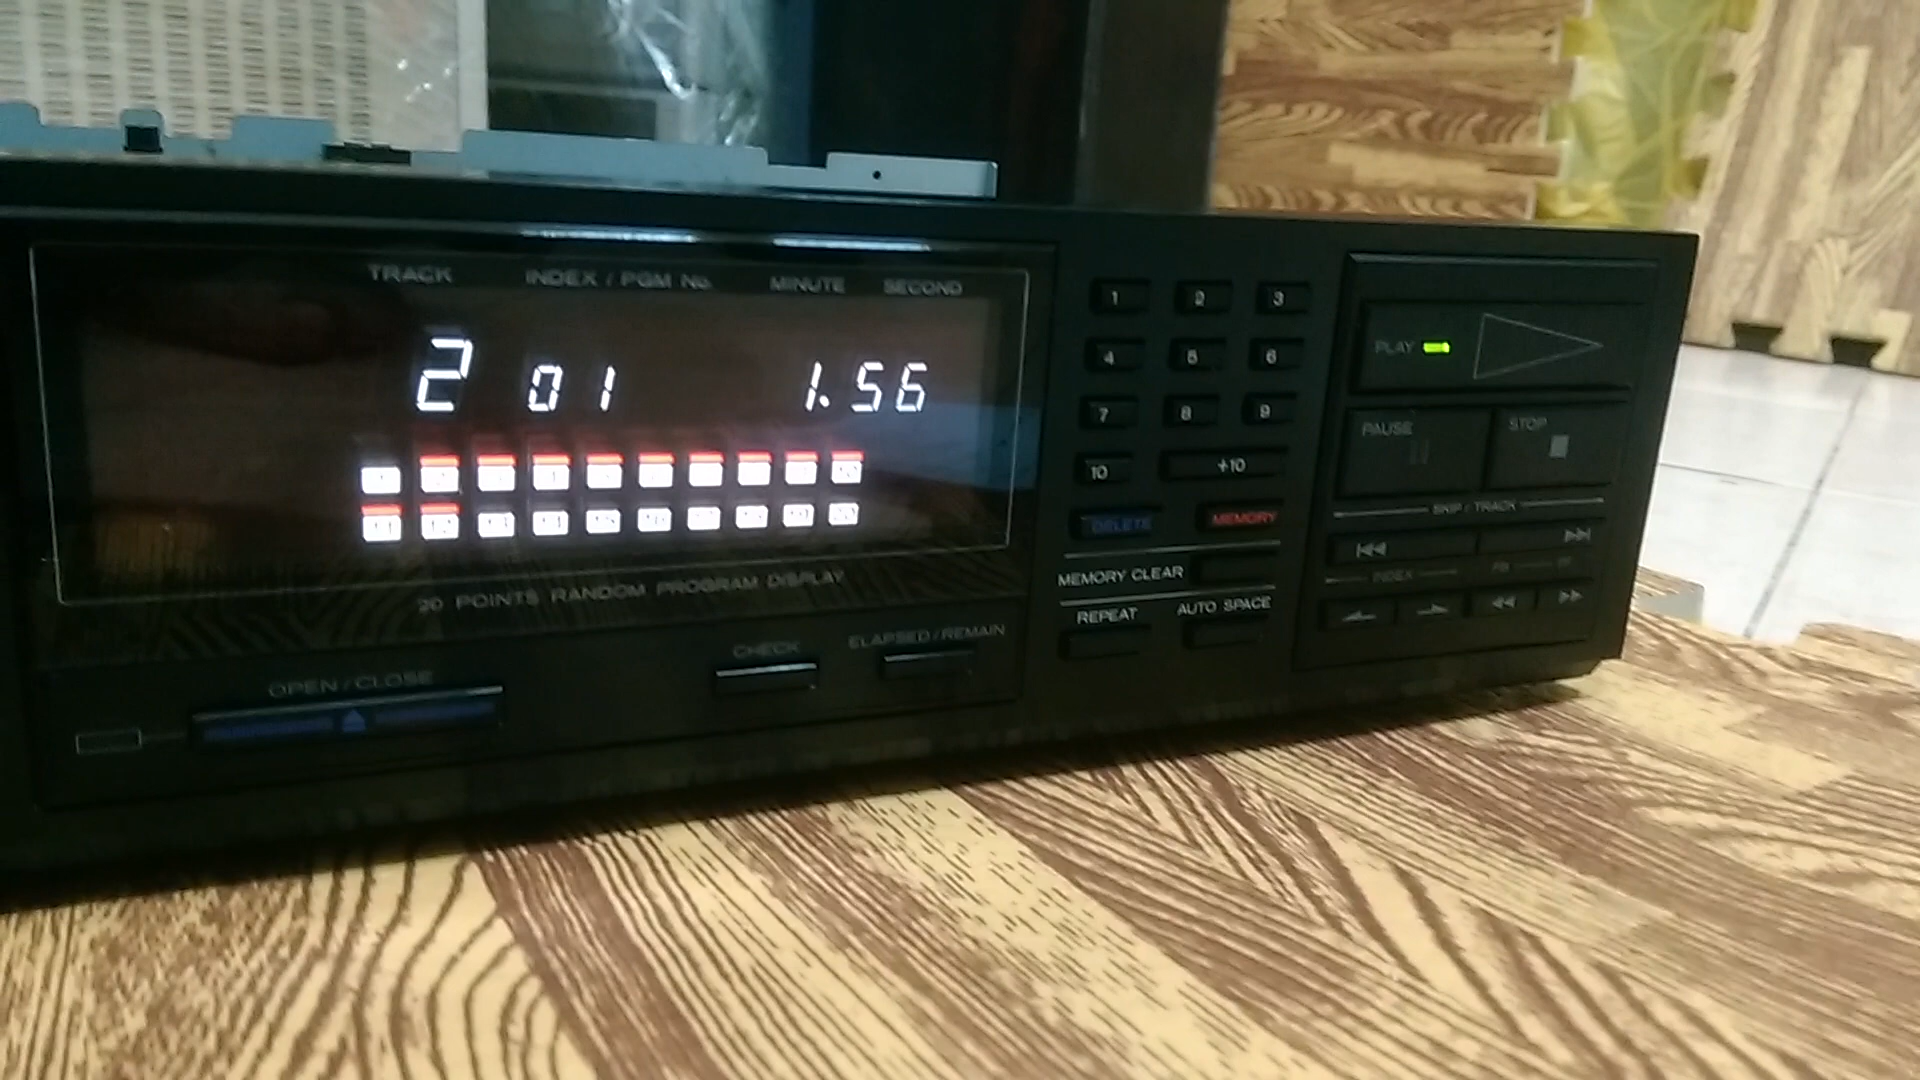 TRACK INDEX / PGM No. MINUTE SECOND
2 01 1.56
20 POINTS RANDOM PROGRAM DISPLAY
OPEN / CLOSE
CHECK
ELAPSED / REMAIN
1 2 3
4 5 6
7 8 9
10 +10
DELETE MEMORY
MEMORY CLEAR
REPEAT AUTO SPACE
PLAY
PAUSE STOP
SKIP / TRACK
INDEX